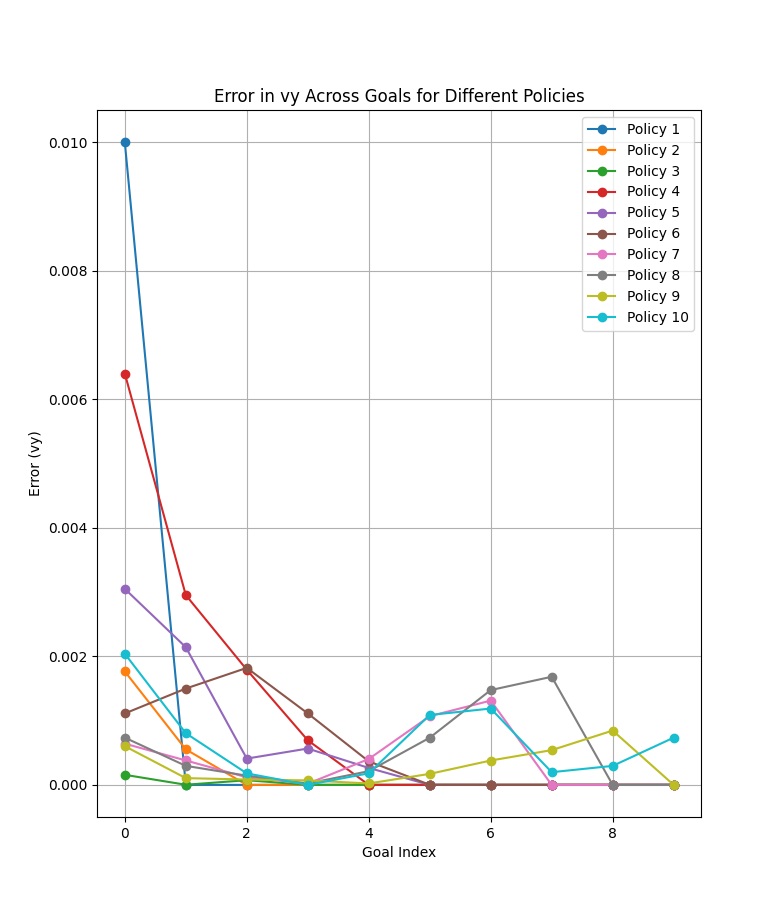 Error in vy Across Goals for Different Policies
Policy 1
Policy 2
Policy 3
Policy 4
Policy 5
Policy 6
Policy 7
Policy 8
Policy 9
Policy 10
0.010
0.008
0.006
0.004
0.002
0.000
Error (vy)
0 2 4 6 8
Goal Index